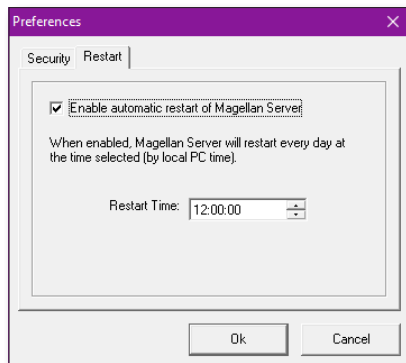 Preferences
Security Restart
Enable automatic restart of Magellan Server
When enabled, Magellan Server will restart every day at
the time selected (by local PC time).
Restart Time: 12:00:00
Ok Cancel